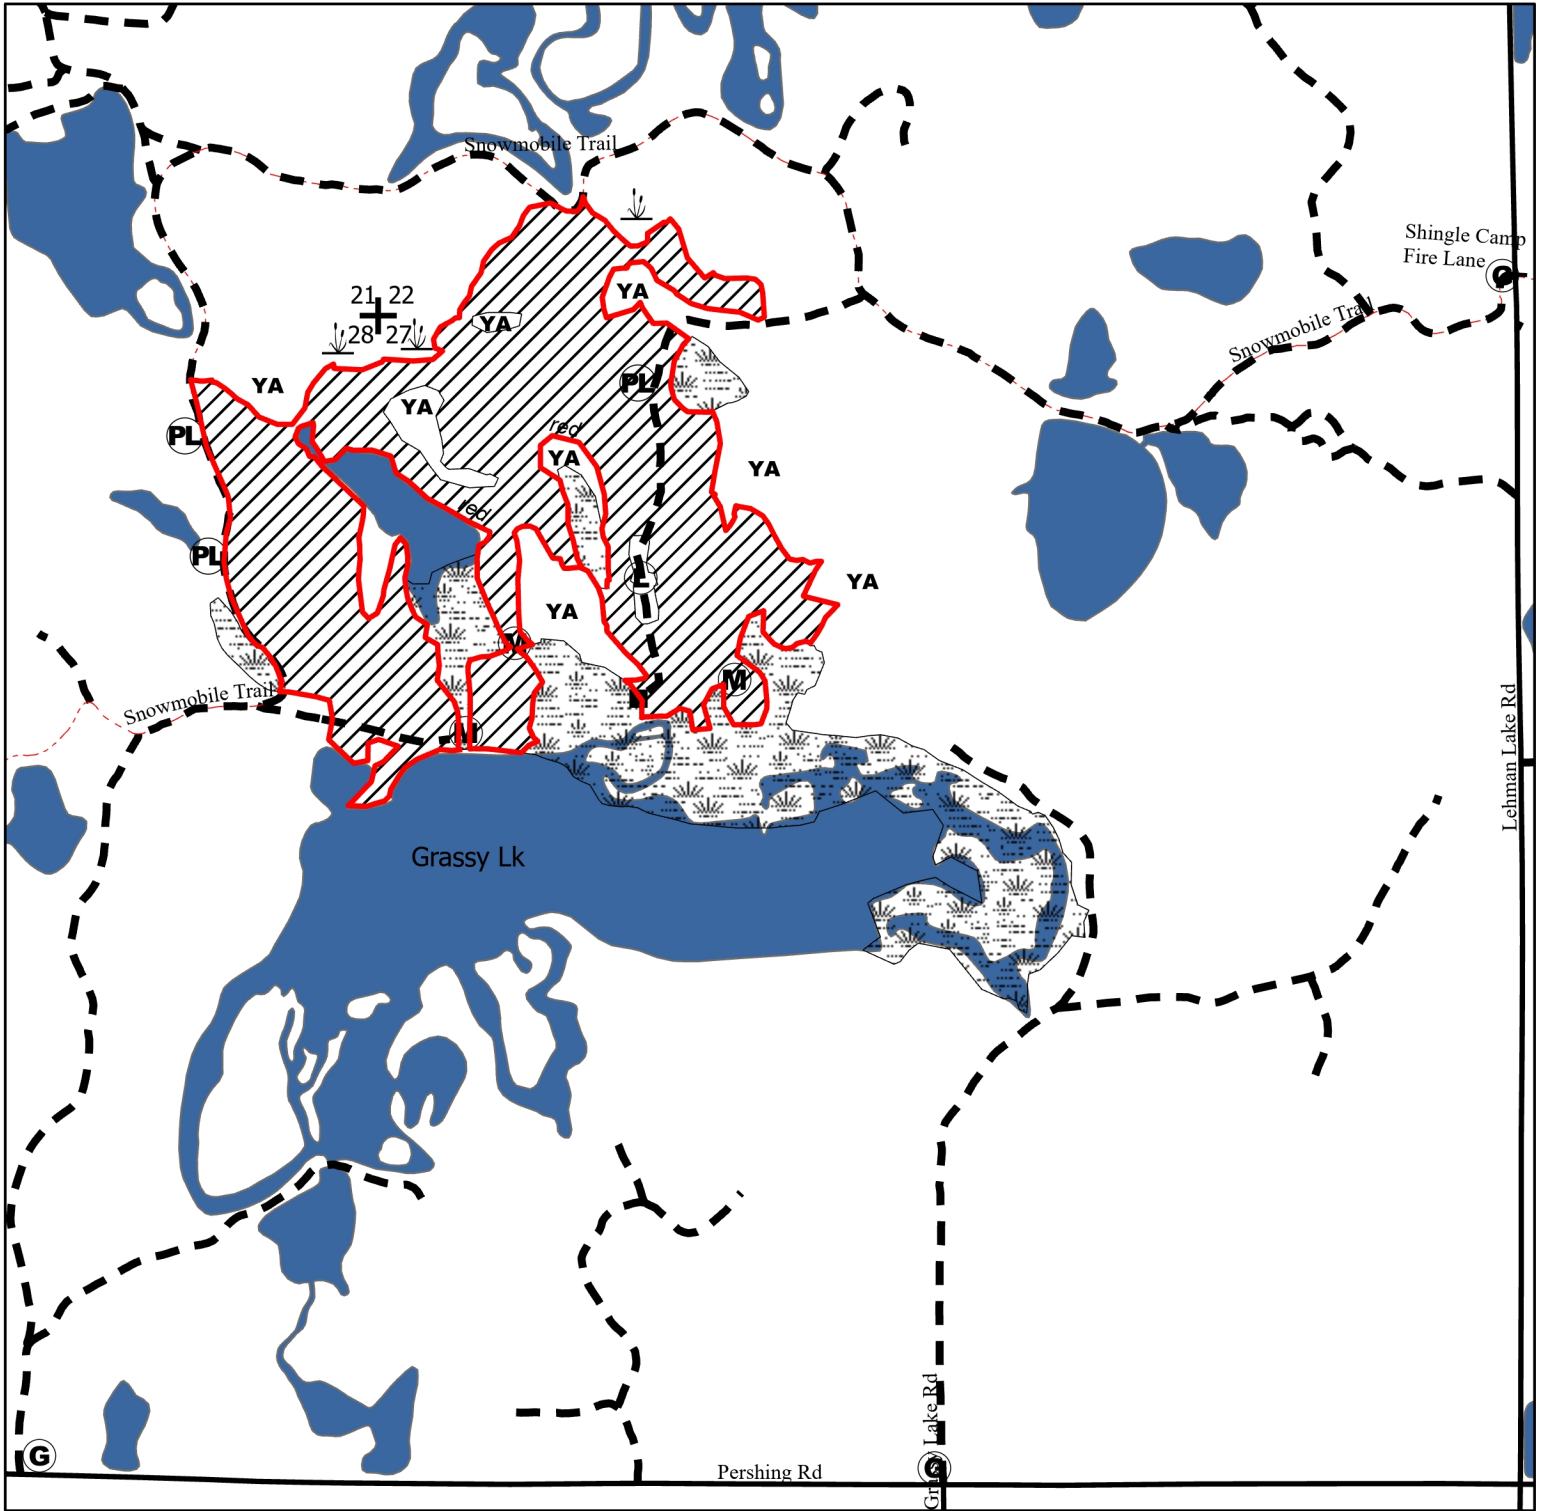 Snowmobile Trail
Shingle Camp
Fire Lane
G
YA
21 22
28 27
YA
Snowmobile Trail
YA
PL
YA
red
PL
YA
YA
red
PL
L
YA
YA
M
M
Snowmobile Trail
M
Lehman Lake Rd
Grassy Lk
Grassy Lake Rd
G
G
Pershing Rd